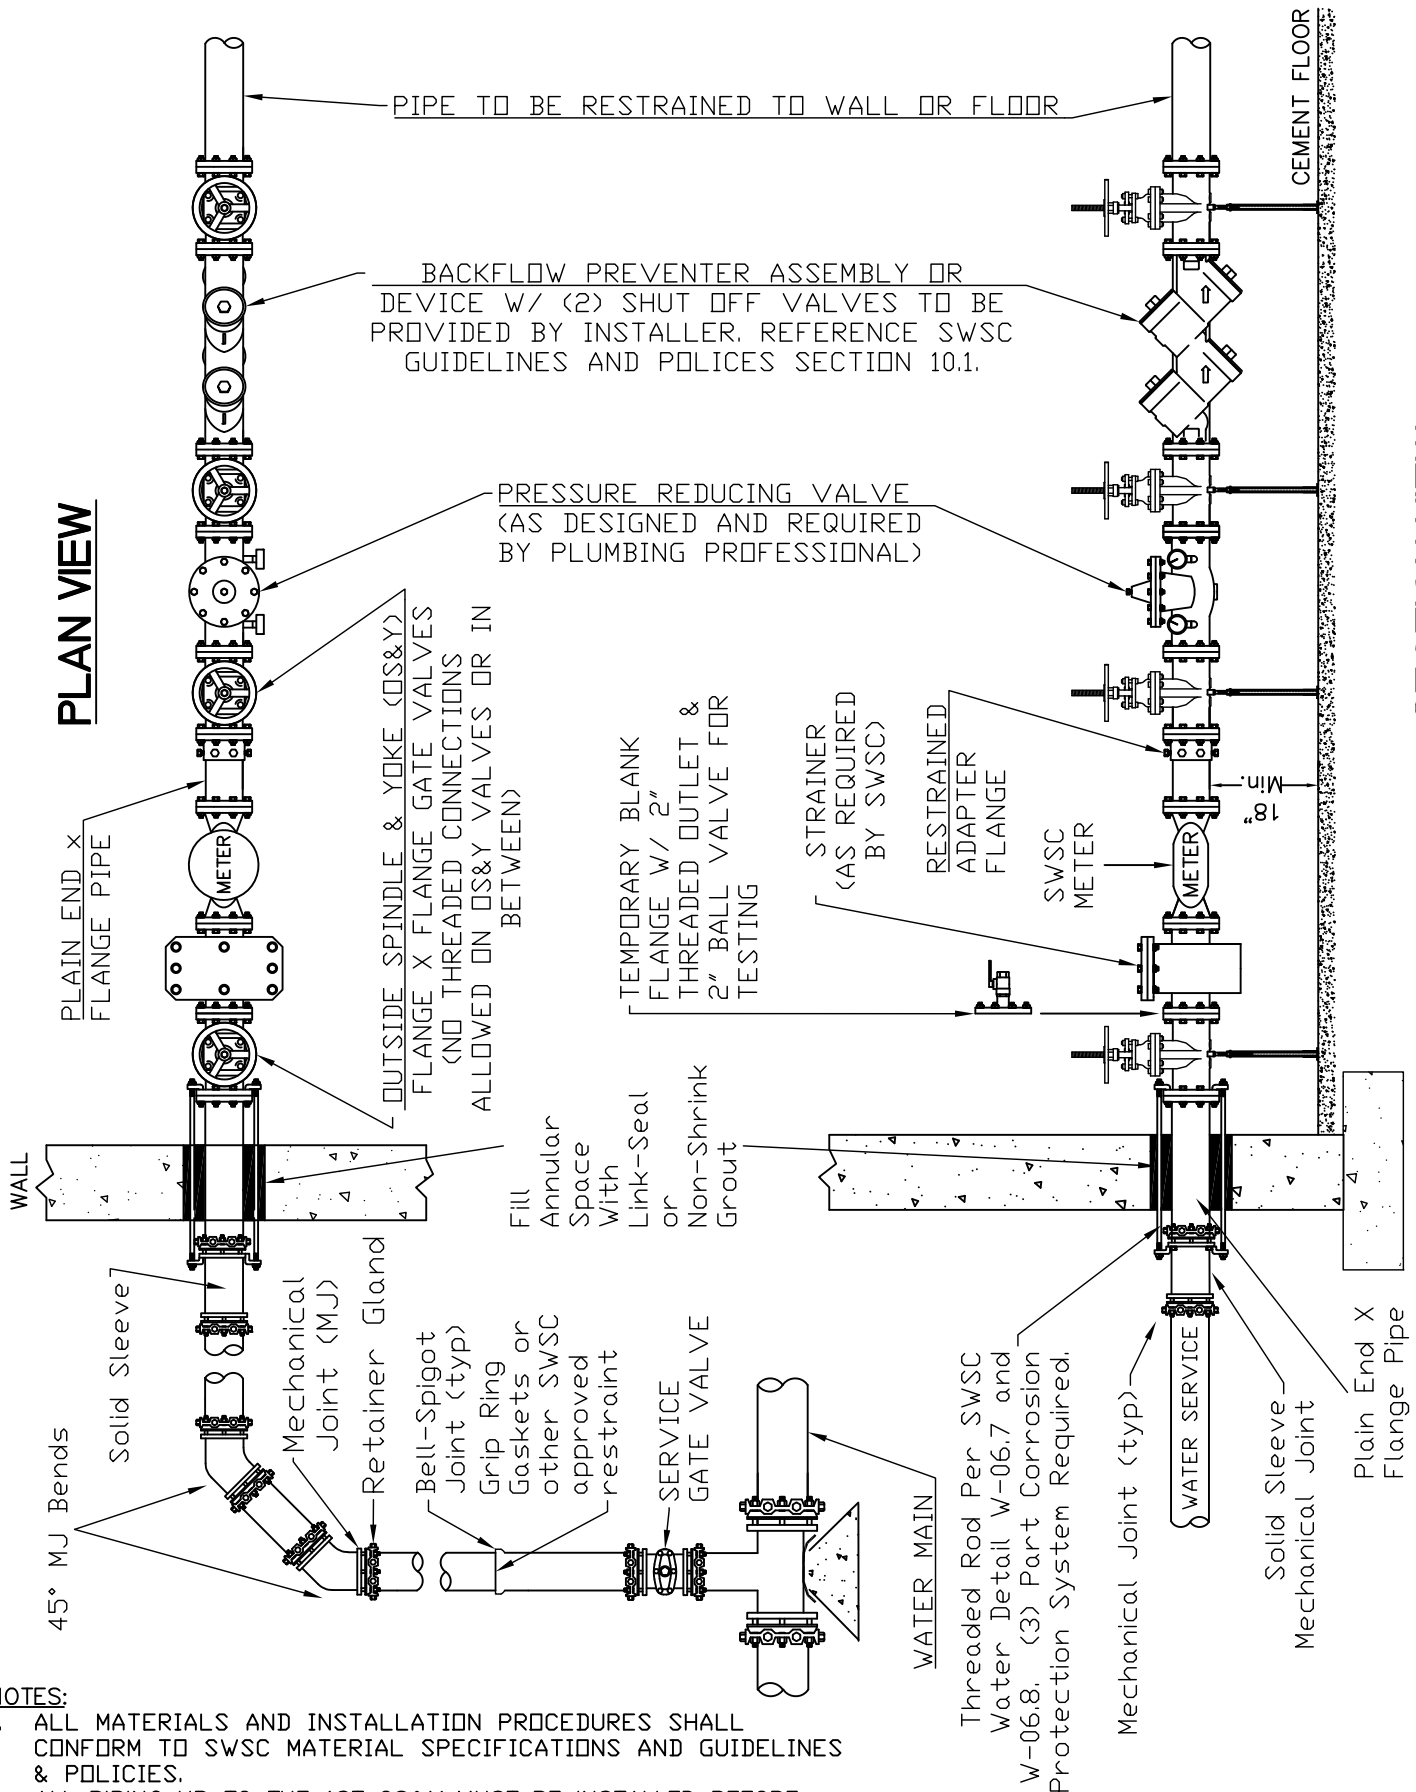 PLAN VIEW
PIPE TO BE RESTRAINED TO WALL OR FLOOR
BACKFLOW PREVENTER ASSEMBLY OR
DEVICE W/ (2) SHUT OFF VALVES TO BE
PROVIDED BY INSTALLER. REFERENCE SWSC
GUIDELINES AND POLICES SECTION 10.1.
PRESSURE REDUCING VALVE
(AS DESIGNED AND REQUIRED
BY PLUMBING PROFESSIONAL)
CEMENT FLOOR
PLAIN END x
FLANGE PIPE
METER
OUTSIDE SPINDLE & YOKE (OS&Y)
FLANGE X FLANGE GATE VALVES
(NO THREADED CONNECTIONS
ALLOWED ON OS&Y VALVES OR IN
BETWEEN)
TEMPORARY BLANK
FLANGE W/ 2"
THREADED OUTLET &
2" BALL VALVE FOR
TESTING
STRAINER
(AS REQUIRED
BY SWSC)
RESTRAINED
ADAPTER
FLANGE
SWSC
METER
METER
18"
Min.
WALL
Fill
Annular
Space
With
Link-Seal
or
Non-Shrink
Grout
Solid Sleeve
45° MJ Bends
Mechanical
Joint (MJ)
Retainer Gland
Bell-Spigot
Joint (typ)
Grip Ring
Gaskets or
other SWSC
approved
restraint
SERVICE
GATE VALVE
WATER MAIN
Threaded Rod Per SWSC
Water Detail W-06.7 and
W-06.8. (3) Part Corrosion
Protection System Required.
Mechanical Joint (typ)
WATER SERVICE
Solid Sleeve
Mechanical Joint
Plain End X
Flange Pipe
NOTES:
ALL MATERIALS AND INSTALLATION PROCEDURES SHALL
CONFORM TO SWSC MATERIAL SPECIFICATIONS AND GUIDELINES
& POLICIES.